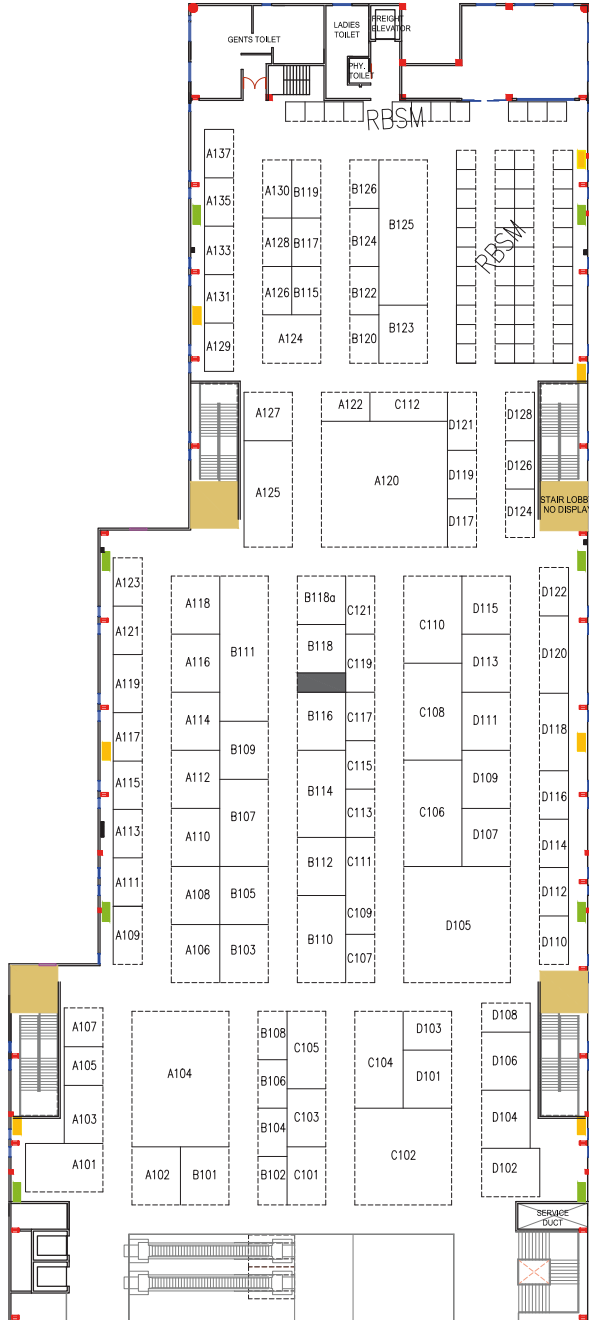 GENTS TOILET
LADIES
TOILET
FREIGHT
ELEVATOR
PHY.
TOILET
RBSM
RBSM
A137
A135
A133
A131
A129
A130 B119
A128 B117
A126 B115
A124
B126
B124
B122
B120
B125
B123
A127
A125
A122
C112
A120
D121
D119
D117
D128
D126
D124
STAIR LOBBY
NO DISPLAY
A123
A121
A119
A117
A115
A113
A111
A109
A118
A116
A114
A112
A110
A108
A106
B111
B109
B107
B105
B103
B118a
B118
B116
B114
B112
B110
C121
C119
C117
C115
C113
C111
C109
C107
C110
C108
C106
D115
D113
D111
D109
D107
D105
D122
D120
D118
D116
D114
D112
D110
A107
A105
A103
A101
A104
A102
B101
B108
B106
B104
B102
C105
C103
C101
C104
D103
D101
C102
D108
D106
D104
D102
SERVICE
DUCT